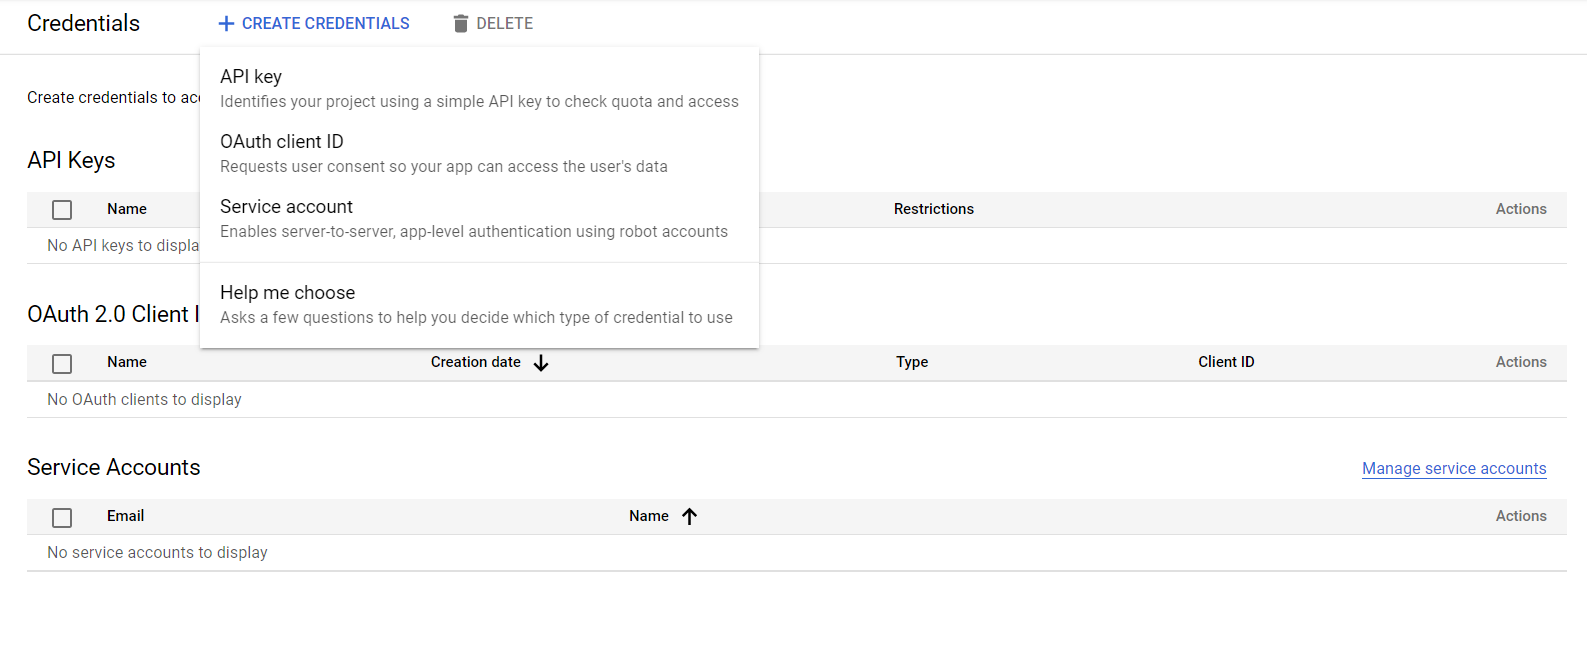 Credentials
CREATE CREDENTIALS
DELETE
API key
Identifies your project using a simple API key to check quota and access
OAuth client ID
Requests user consent so your app can access the user's data
Service account
Enables server-to-server, app-level authentication using robot accounts
Help me choose
Asks a few questions to help you decide which type of credential to use
Create credentials to
API Keys
Name Restrictions Actions
No API keys to
OAuth 2.0 Client
Name Creation date Type Client ID Actions
No OAuth clients to display
Service Accounts
Manage service accounts
Email Name Actions
No service accounts to display